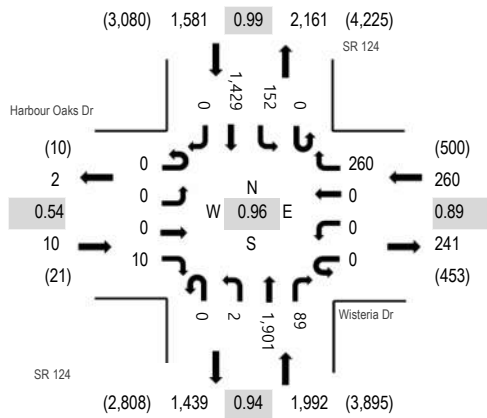 (3,080) 1,581 0.99 2,161 (4,225)
SR 124
0 1,429 152 0
Harbour Oaks Dr
(10) (500)
2 0 260 260
0 N 0
0.54 W 0.96 E 0.89
0 S 0
10 10 0 241
(21) (453)
0 2 1,901 89
Wisteria Dr
SR 124
(2,808) 1,439 0.94 1,992 (3,895)